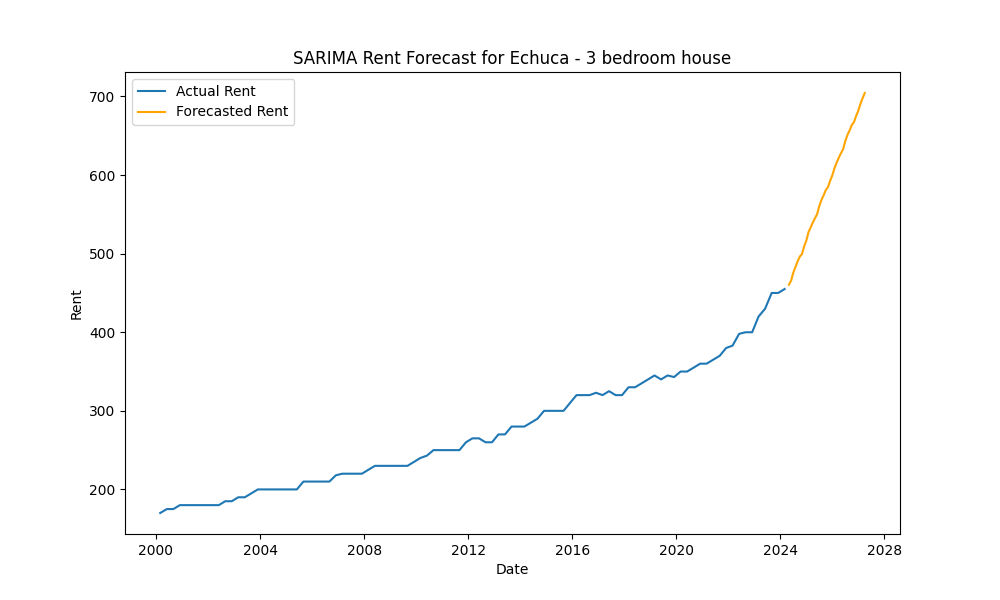 SARIMA Rent Forecast for Echuca - 3 bedroom house
Actual Rent
Forecasted Rent
700
600
500
400
300
200
Rent
2000 2004 2008 2012 2016 2020 2024 2028
Date